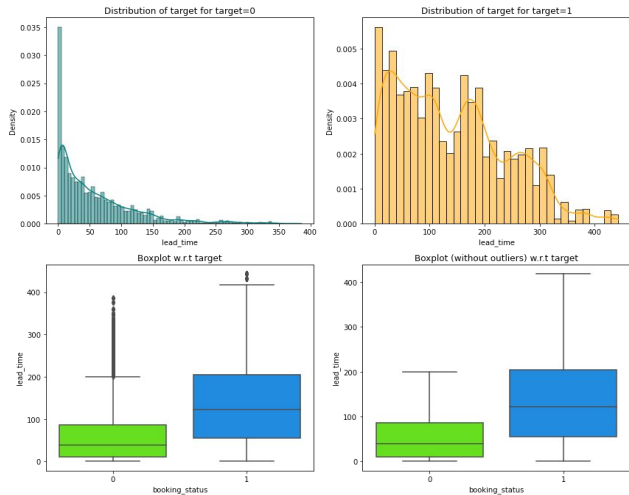 Distribution of target for target=0
0.035
0.030
0.025
0.020
0.015
0.010
0.005
0.000
Density
0 50 100 150 200 250 300 350 400
lead_time
Distribution of target for target=1
0.005
0.004
0.003
0.002
0.001
0.000
Density
0 100 200 300 400
lead_time
Boxplot w.r.t target
400
300
200
100
0
lead_time
0 1
booking_status
Boxplot (without outliers) w.r.t target
400
300
200
100
0
lead_time
0 1
booking_status